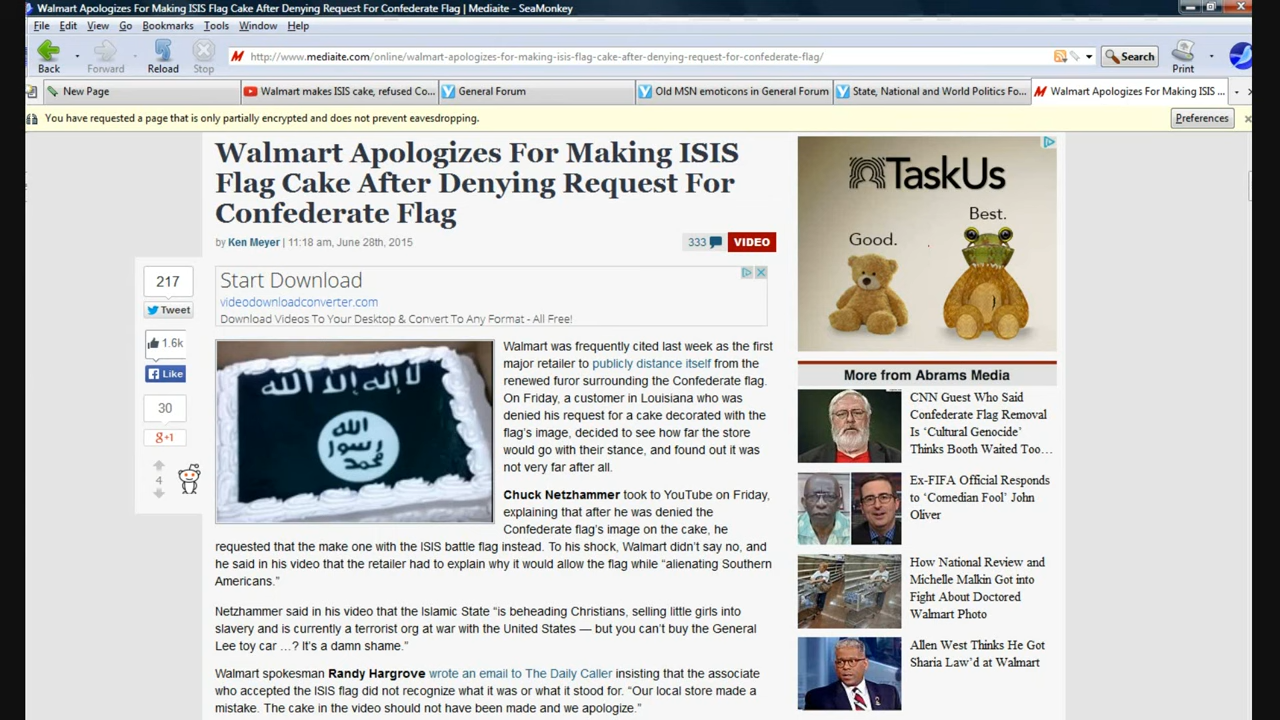 Walmart Apologizes For Making ISIS Flag Cake After Denying Request For Confederate Flag | Mediaite - SeaMonkey
File Edit View Go Bookmarks Tools Window Help
Back Forward Reload Stop
http://www.mediaite.com/online/walmart-apologizes-for-making-isis-flag-cake-after-denying-request-for-confederate-flag/
Search
Print
New Page
Walmart makes ISIS cake, refused Co...
General Forum
Old MSN emoticons in General Forum
State, National and World Politics Fo...
Walmart Apologizes For Making ISIS ...
You have requested a page that is only partially encrypted and does not prevent eavesdropping.
Preferences
Walmart Apologizes For Making ISIS
Flag Cake After Denying Request For
Confederate Flag
by Ken Meyer | 11:18 am, June 28th, 2015
333
VIDEO
217
Tweet
1.6k
Like
30
g+1
4
Start Download
videodownloadconverter.com
Download Videos To Your Desktop & Convert To Any Format - All Free!
لا إله إلا الله
الله
رسول
محمد
Walmart was frequently cited last week as the first
major retailer to publicly distance itself from the
renewed furor surrounding the Confederate flag.
On Friday, a customer in Louisiana who was
denied his request for a cake decorated with the
flag's image, decided to see how far the store
would go with their stance, and found out it was
not very far after all.
Chuck Netzhammer took to YouTube on Friday,
explaining that after he was denied the
Confederate flag's image on the cake, he
requested that the make one with the ISIS battle flag instead. To his shock, Walmart didn't say no, and
he said in his video that the retailer had to explain why it would allow the flag while "alienating Southern
Americans."
Netzhammer said in his video that the Islamic State "is beheading Christians, selling little girls into
slavery and is currently a terrorist org at war with the United States — but you can't buy the General
Lee toy car …? It's a damn shame."
Walmart spokesman Randy Hargrove wrote an email to The Daily Caller insisting that the associate
who accepted the ISIS flag did not recognize what it was or what it stood for. "Our local store made a
mistake. The cake in the video should not have been made and we apologize."
TaskUs
Good.
Best.
More from Abrams Media
CNN Guest Who Said
Confederate Flag Removal
Is 'Cultural Genocide'
Thinks Booth Waited Too…
Ex-FIFA Official Responds
to 'Comedian Fool' John
Oliver
How National Review and
Michelle Malkin Got into
Fight About Doctored
Walmart Photo
Allen West Thinks He Got
Sharia Law'd at Walmart